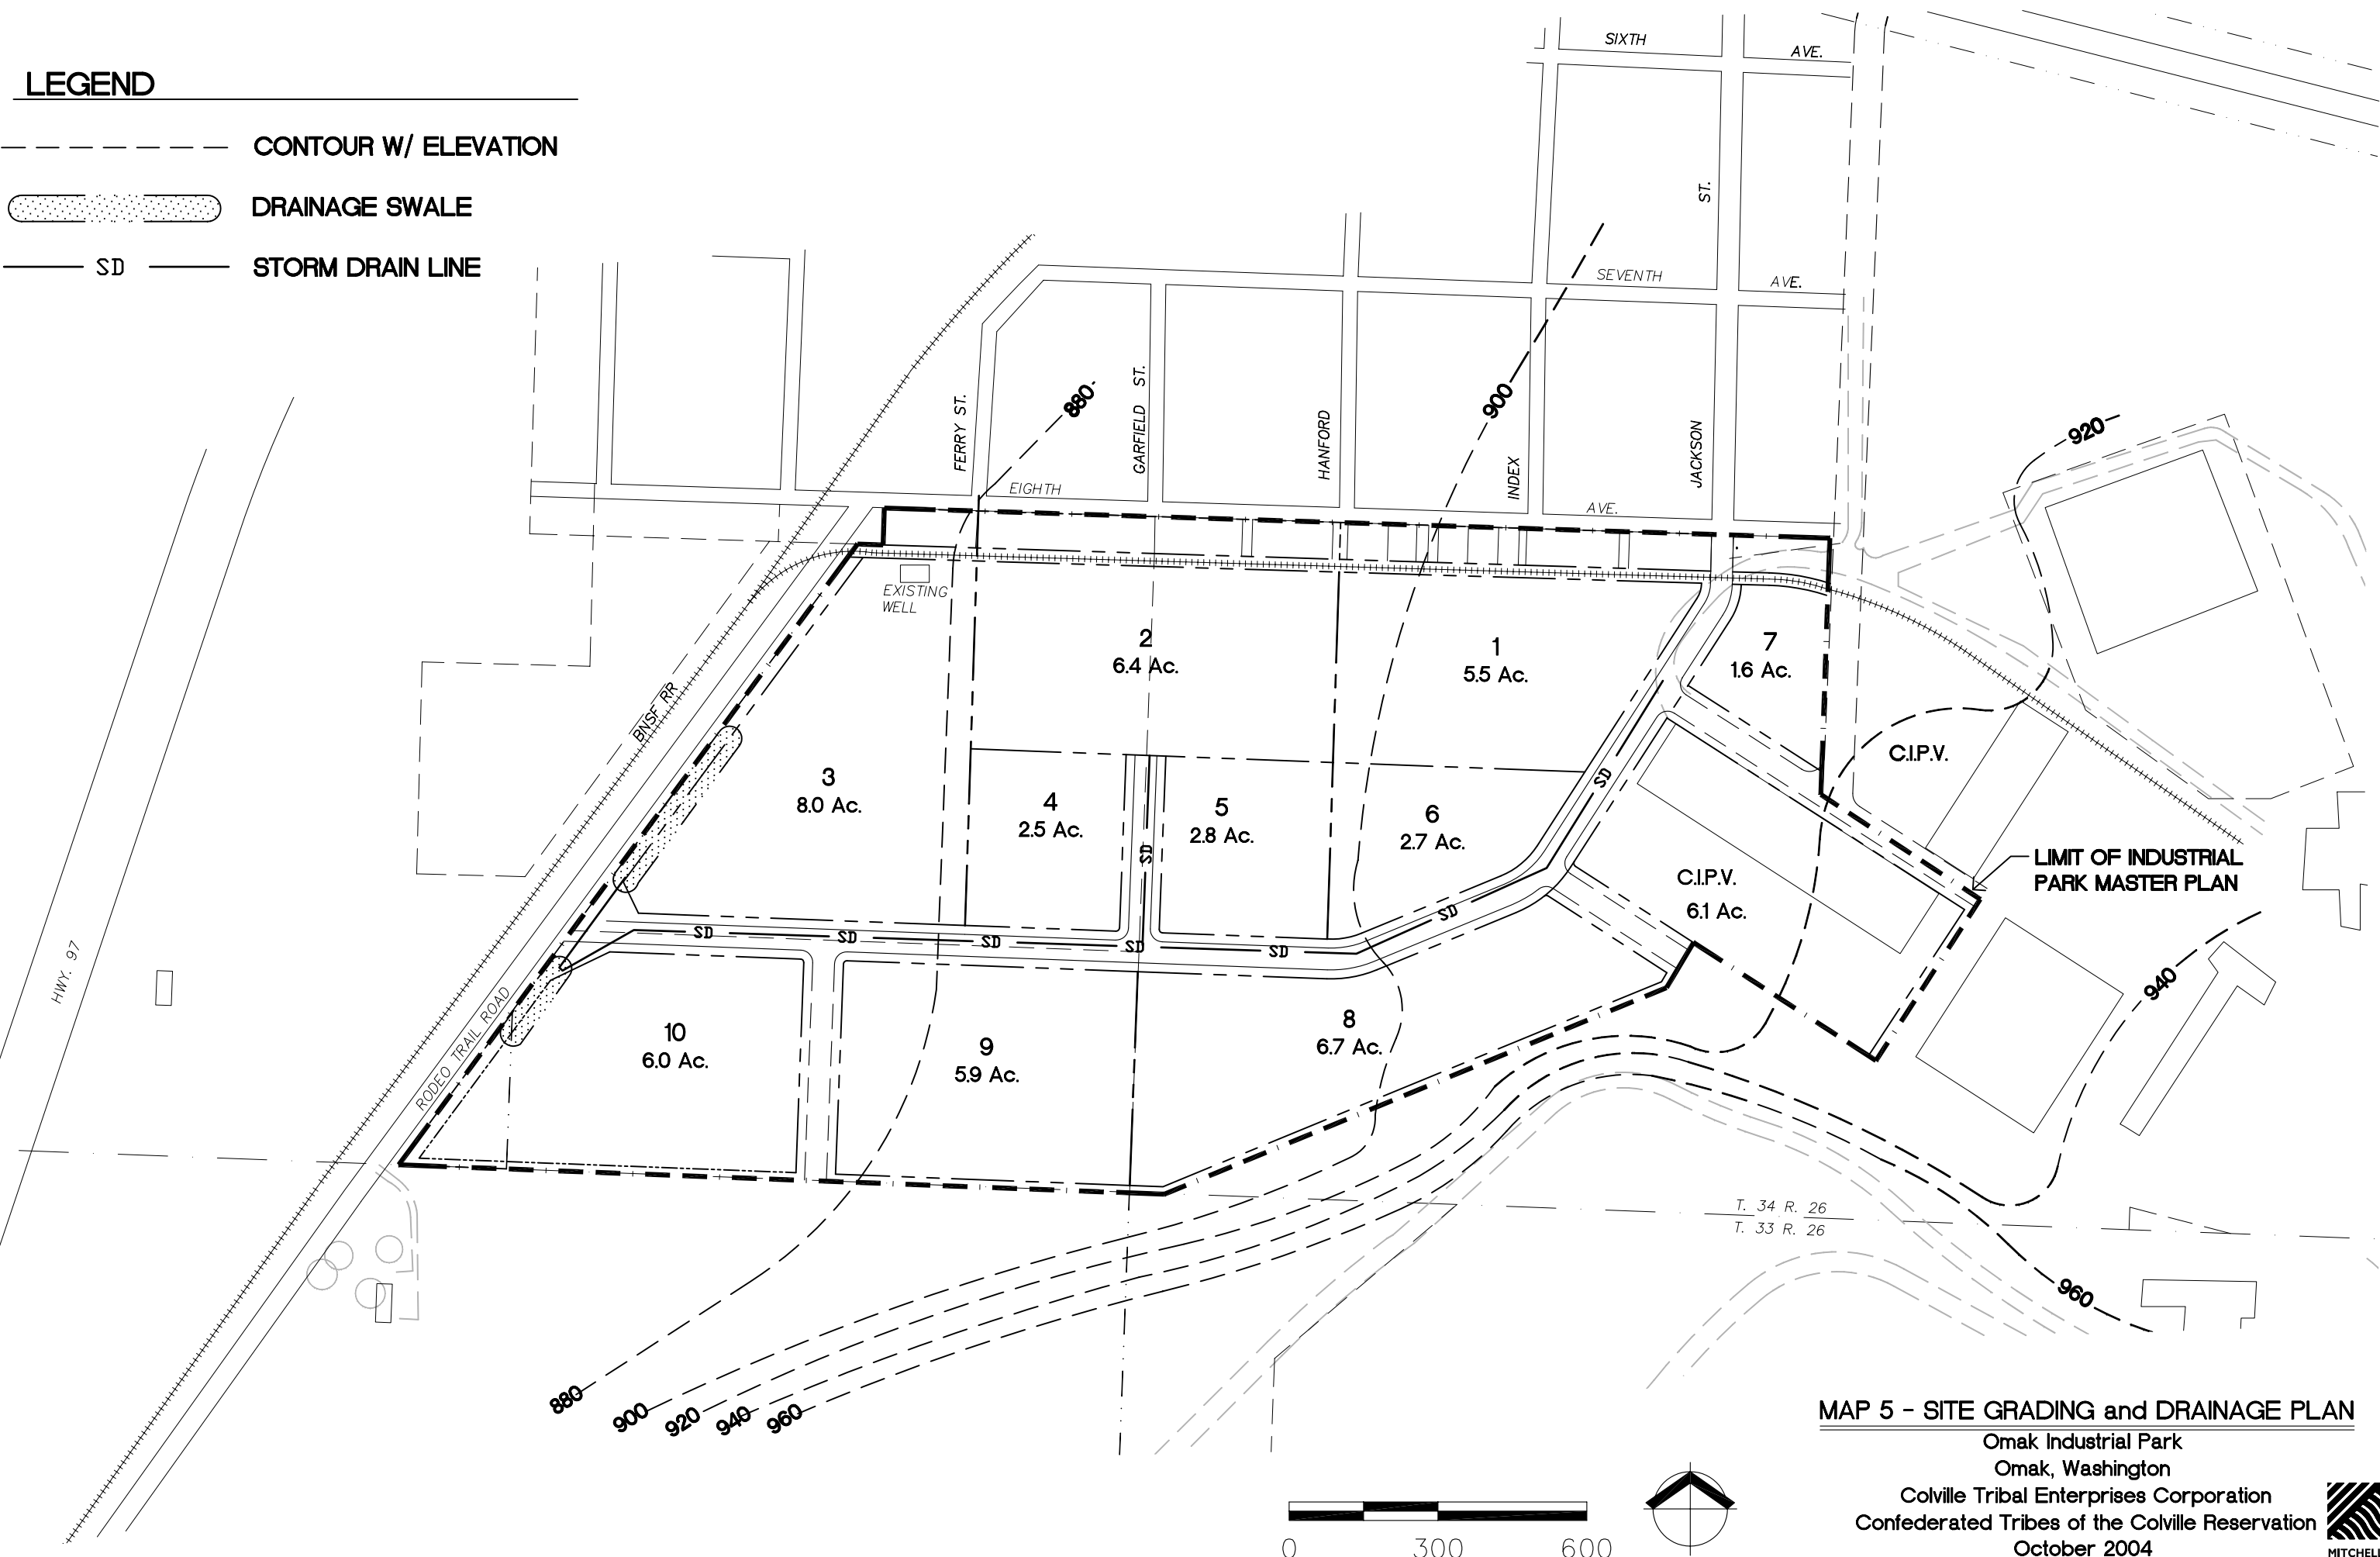 LEGEND
CONTOUR W/ ELEVATION
DRAINAGE SWALE
SD
STORM DRAIN LINE
SIXTH
AVE.
ST.
SEVENTH
AVE.
880
900
FERRY ST.
GARFIELD ST.
HANFORD
INDEX
JACKSON
920
EIGHTH
AVE.
EXISTING
WELL
2
6.4 Ac.
1
5.5 Ac.
7
1.6 Ac.
BNSF RR
C.I.P.V.
3
8.0 Ac.
4
2.5 Ac.
5
2.8 Ac.
6
2.7 Ac.
SD
SD
LIMIT OF INDUSTRIAL
PARK MASTER PLAN
C.I.P.V.
6.1 Ac.
SD
SD
SD
SD
SD
SD
HWY. 97
940
RODEO TRAIL ROAD
10
6.0 Ac.
9
5.9 Ac.
8
6.7 Ac.
T. 34 R. 26
T. 33 R. 26
960
880
900
920
940
960
0
300
600
MAP 5 - SITE GRADING and DRAINAGE PLAN
Omak Industrial Park
Omak, Washington
Colville Tribal Enterprises Corporation
Confederated Tribes of the Colville Reservation
October 2004
MITCHELL